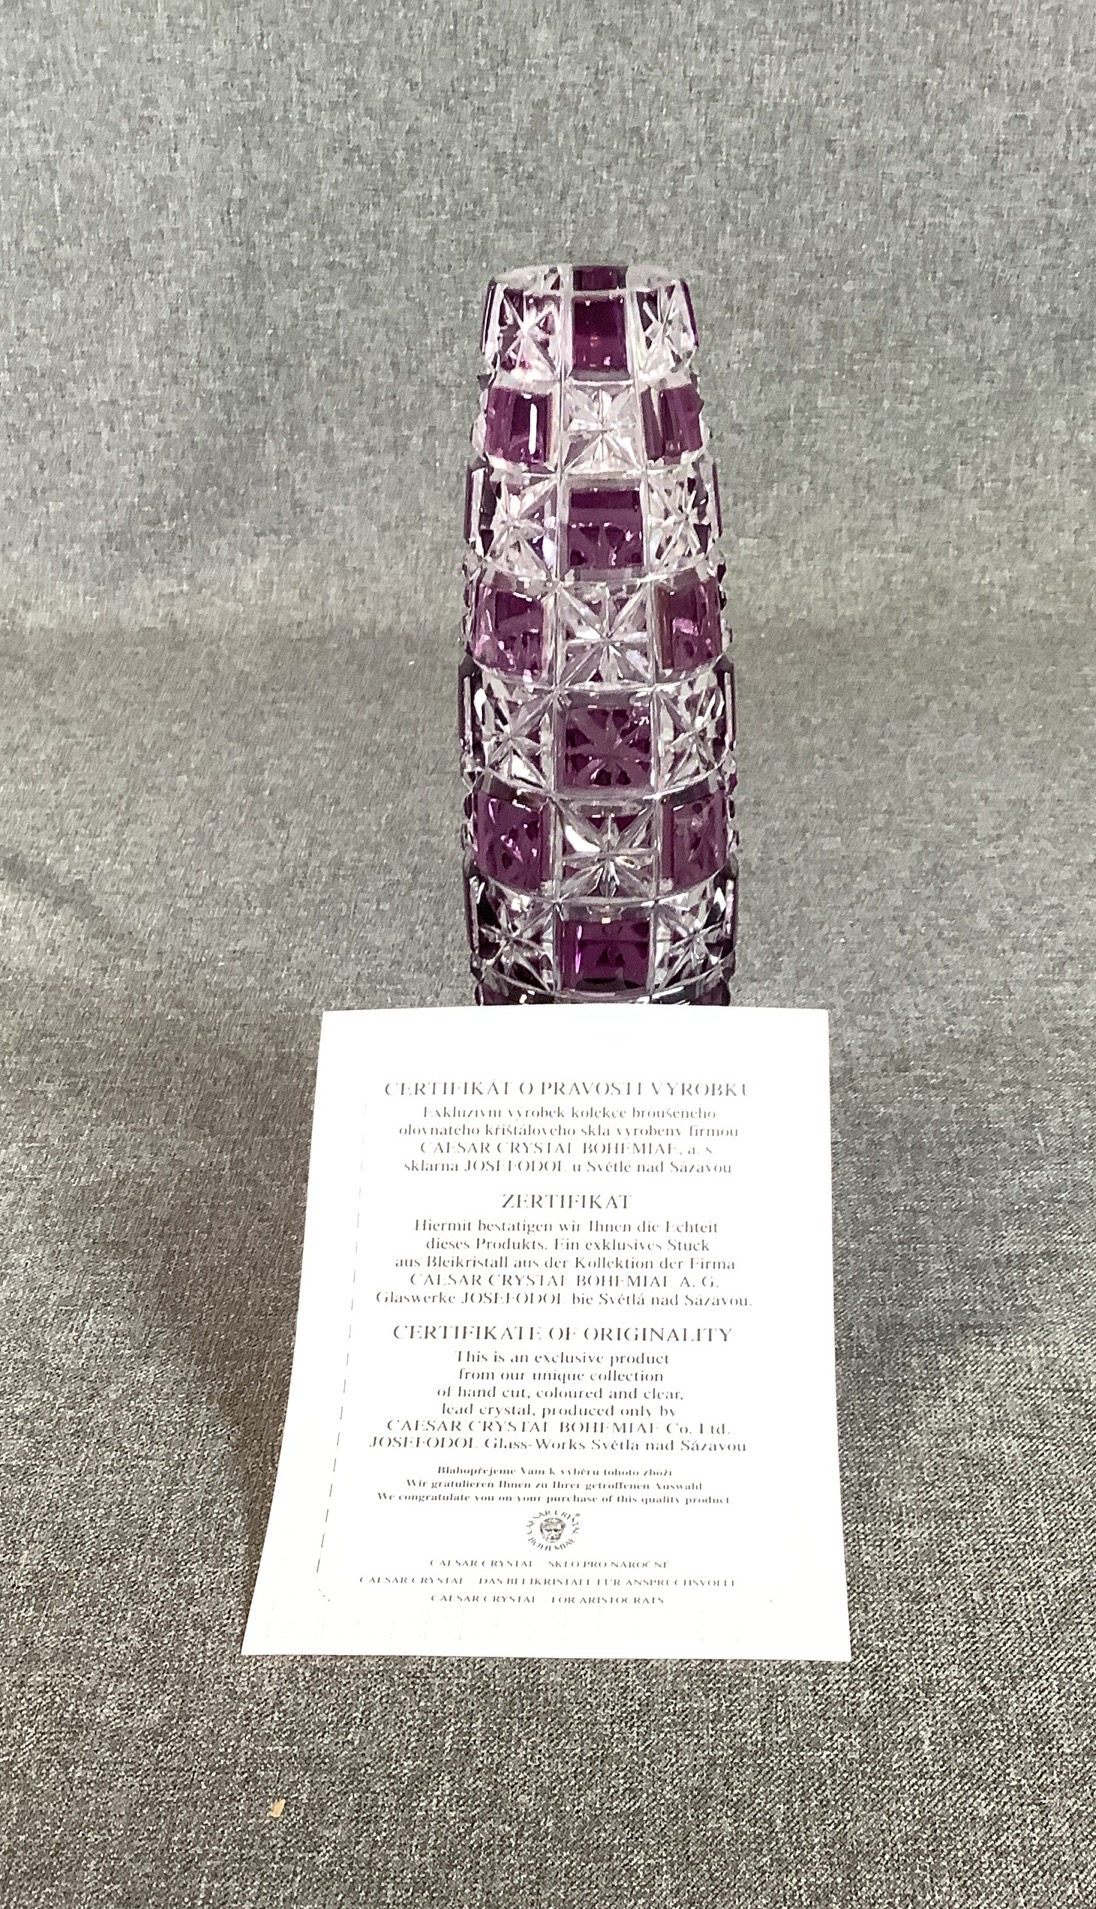 CERTIFIKÁT O PRAVOSTI VÝROBKU
Exkluzivní výrobek kolekce broušeného
olovnatého křišťálového skla vyrobený firmou
CAESAR CRYSTAL BOHEMIAE, a. s.
sklárna JOSEFODOL u Světlé nad Sázavou
ZERTIFIKAT
Hiermit bestätigen wir Ihnen die Echteit
dieses Produkts. Ein exklusives Stück
aus Bleikristall aus der Kollektion der Firma
CAESAR CRYSTAL BOHEMIAE A. G.
Glaswerke JOSEFODOL bie Světlá nad Sázavou.
CERTIFIKATE OF ORIGINALITY
This is an exclusive product
from our unique collection
of hand cut, coloured and clear,
lead crystal, produced only by
CAESAR CRYSTAL BOHEMIAE Co. Ltd.
JOSEFODOL Glass-Works Světlá nad Sázavou
Blahopřejeme Vám k výběru tohoto zboží
Wir gratulieren Ihnen zu Ihrer getroffenen Auswahl
We congratulate you on your purchase of this quality product
CAESAR CRYSTAL
BOHEMIAE
CAESAR CRYSTAL SKLO PRO NÁROČNÉ
CAESAR CRYSTAL DAS BLEIKRISTALL FÜR ANSPRUCHSVOLLE
CAESAR CRYSTAL FOR ARISTOCRATS